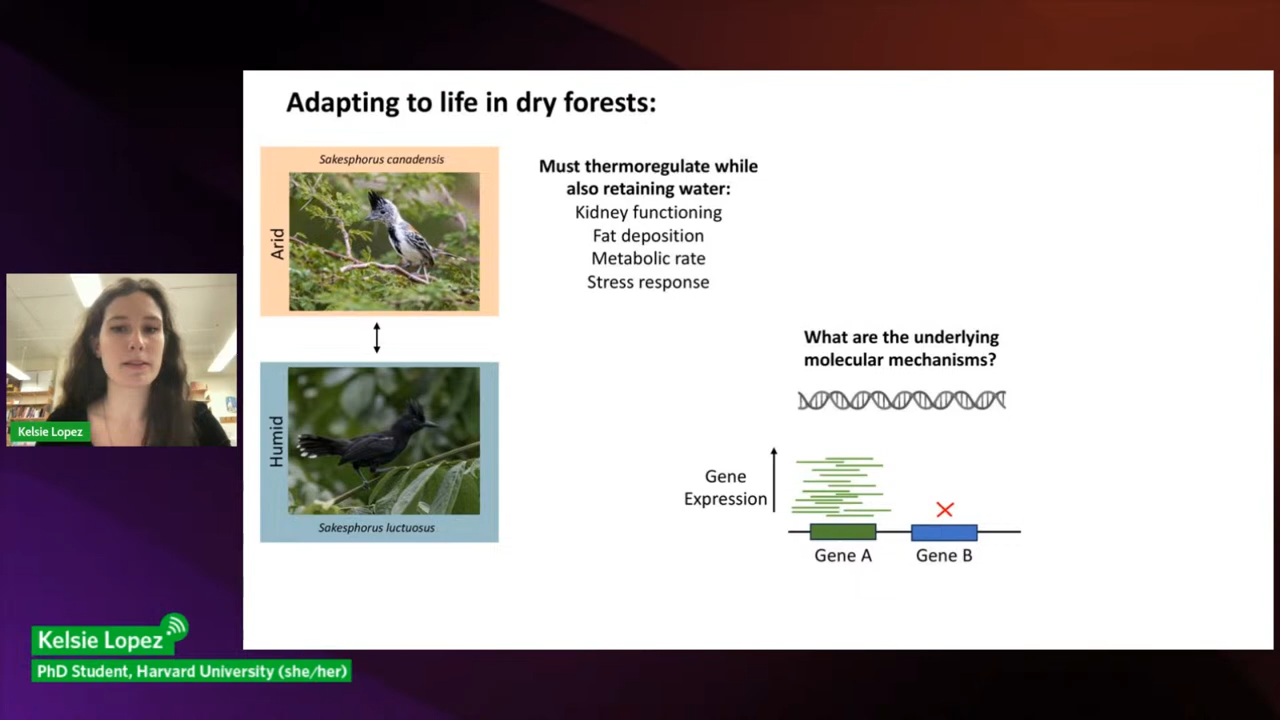 Adapting to life in dry forests:
Sakesphorus canadensis
Arid
Must thermoregulate while
also retaining water:
Kidney functioning
Fat deposition
Metabolic rate
Stress response
Humid
Sakesphorus luctuosus
What are the underlying
molecular mechanisms?
Gene
Expression
Gene A
Gene B
Kelsie Lopez
Kelsie Lopez
PhD Student, Harvard University (she/her)